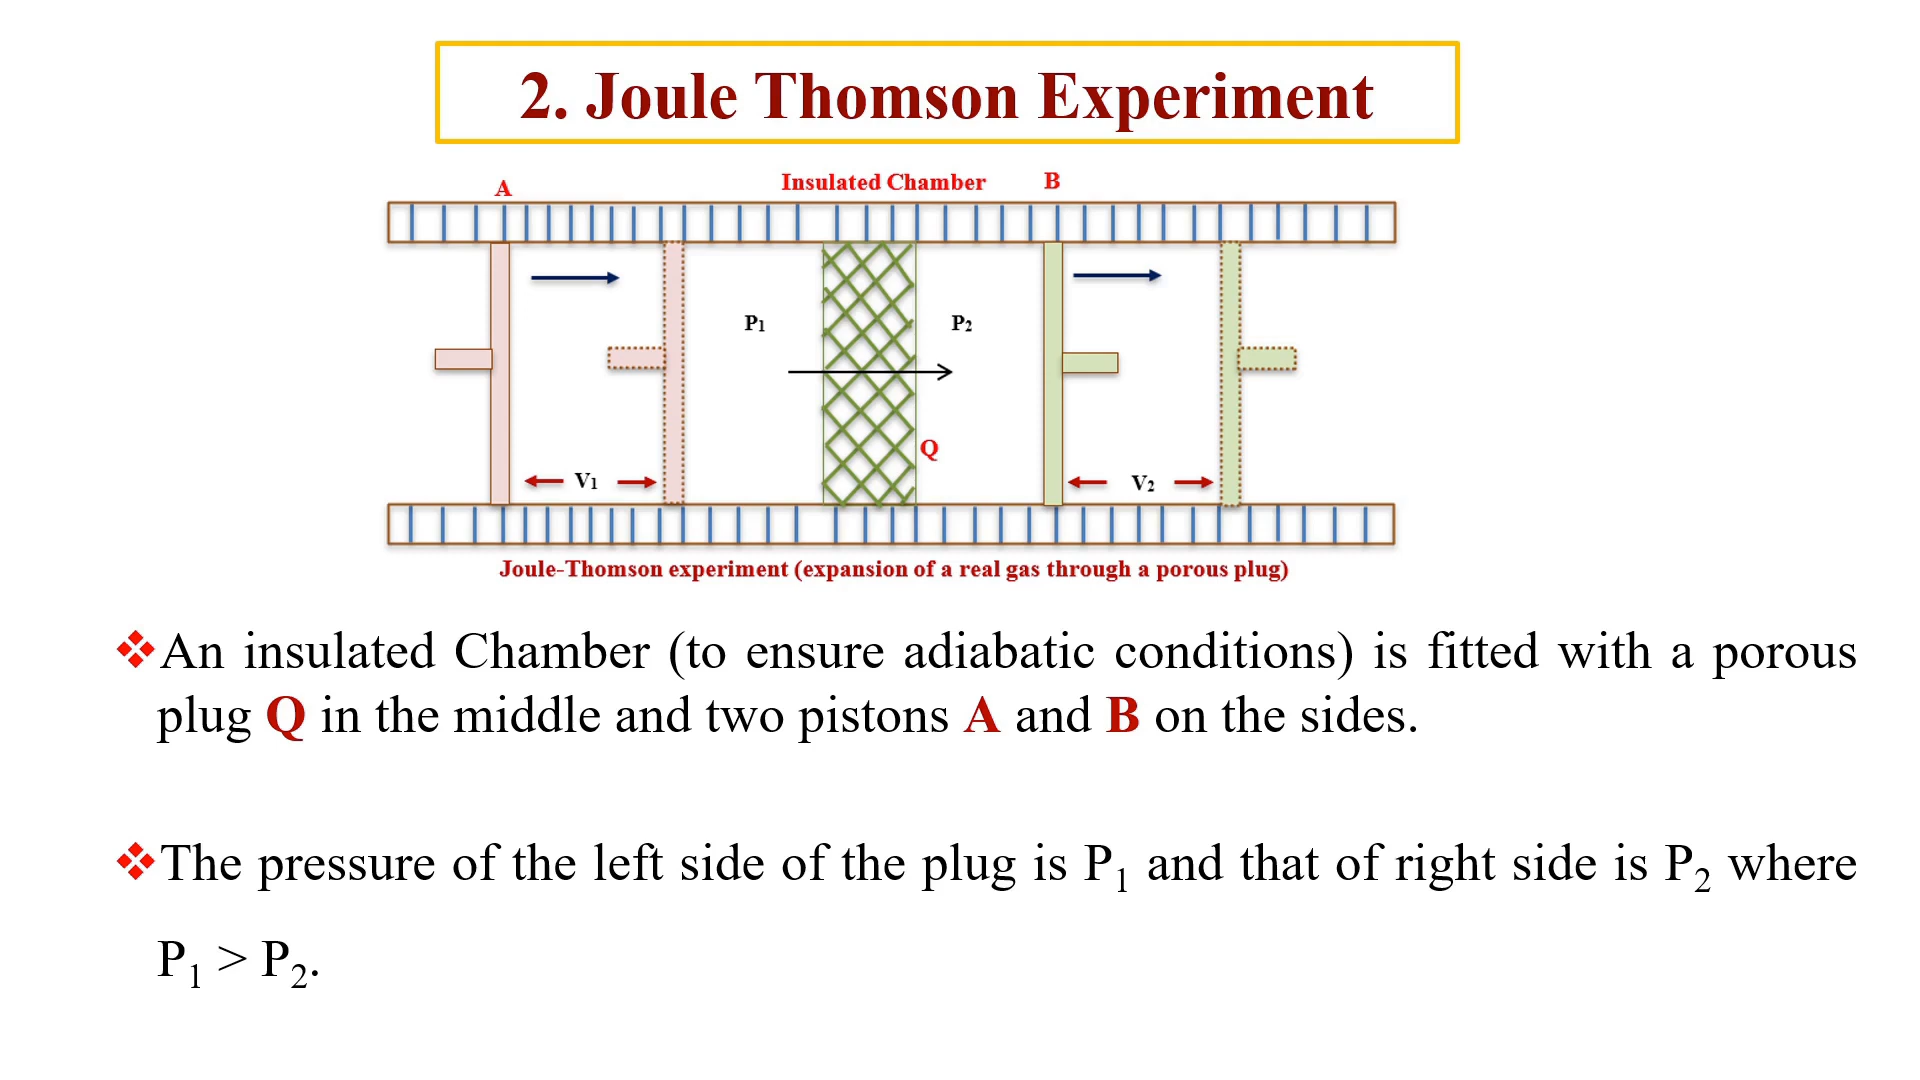 2. Joule Thomson Experiment
A
Insulated Chamber
B
P₁
P₂
Q
V₁
V₂
Joule-Thomson experiment (expansion of a real gas through a porous plug)
❖An insulated Chamber (to ensure adiabatic conditions) is fitted with a porous
plug Q in the middle and two pistons A and B on the sides.
❖The pressure of the left side of the plug is P₁ and that of right side is P₂ where
P₁ > P₂.